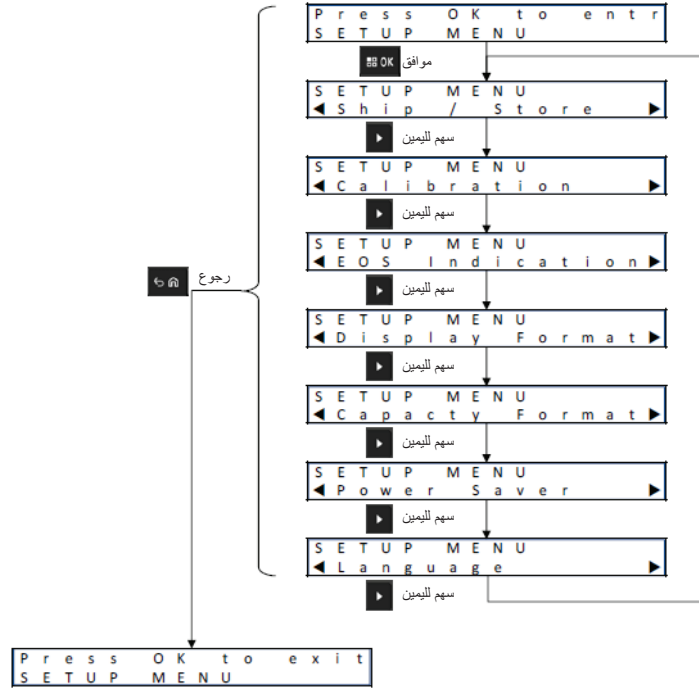 Press OK to entr
SETUP MENU
OK موافق
SETUP MENU
◀Ship / Store ▶
سهم لليمين
SETUP MENU
◀Calibration ▶
سهم لليمين
SETUP MENU
◀EOS Indication▶
رجوع
سهم لليمين
SETUP MENU
◀Display Format▶
سهم لليمين
SETUP MENU
◀Capacty Format▶
سهم لليمين
SETUP MENU
◀Power Saver ▶
سهم لليمين
SETUP MENU
◀Language ▶
سهم لليمين
Press OK to exit
SETUP MENU